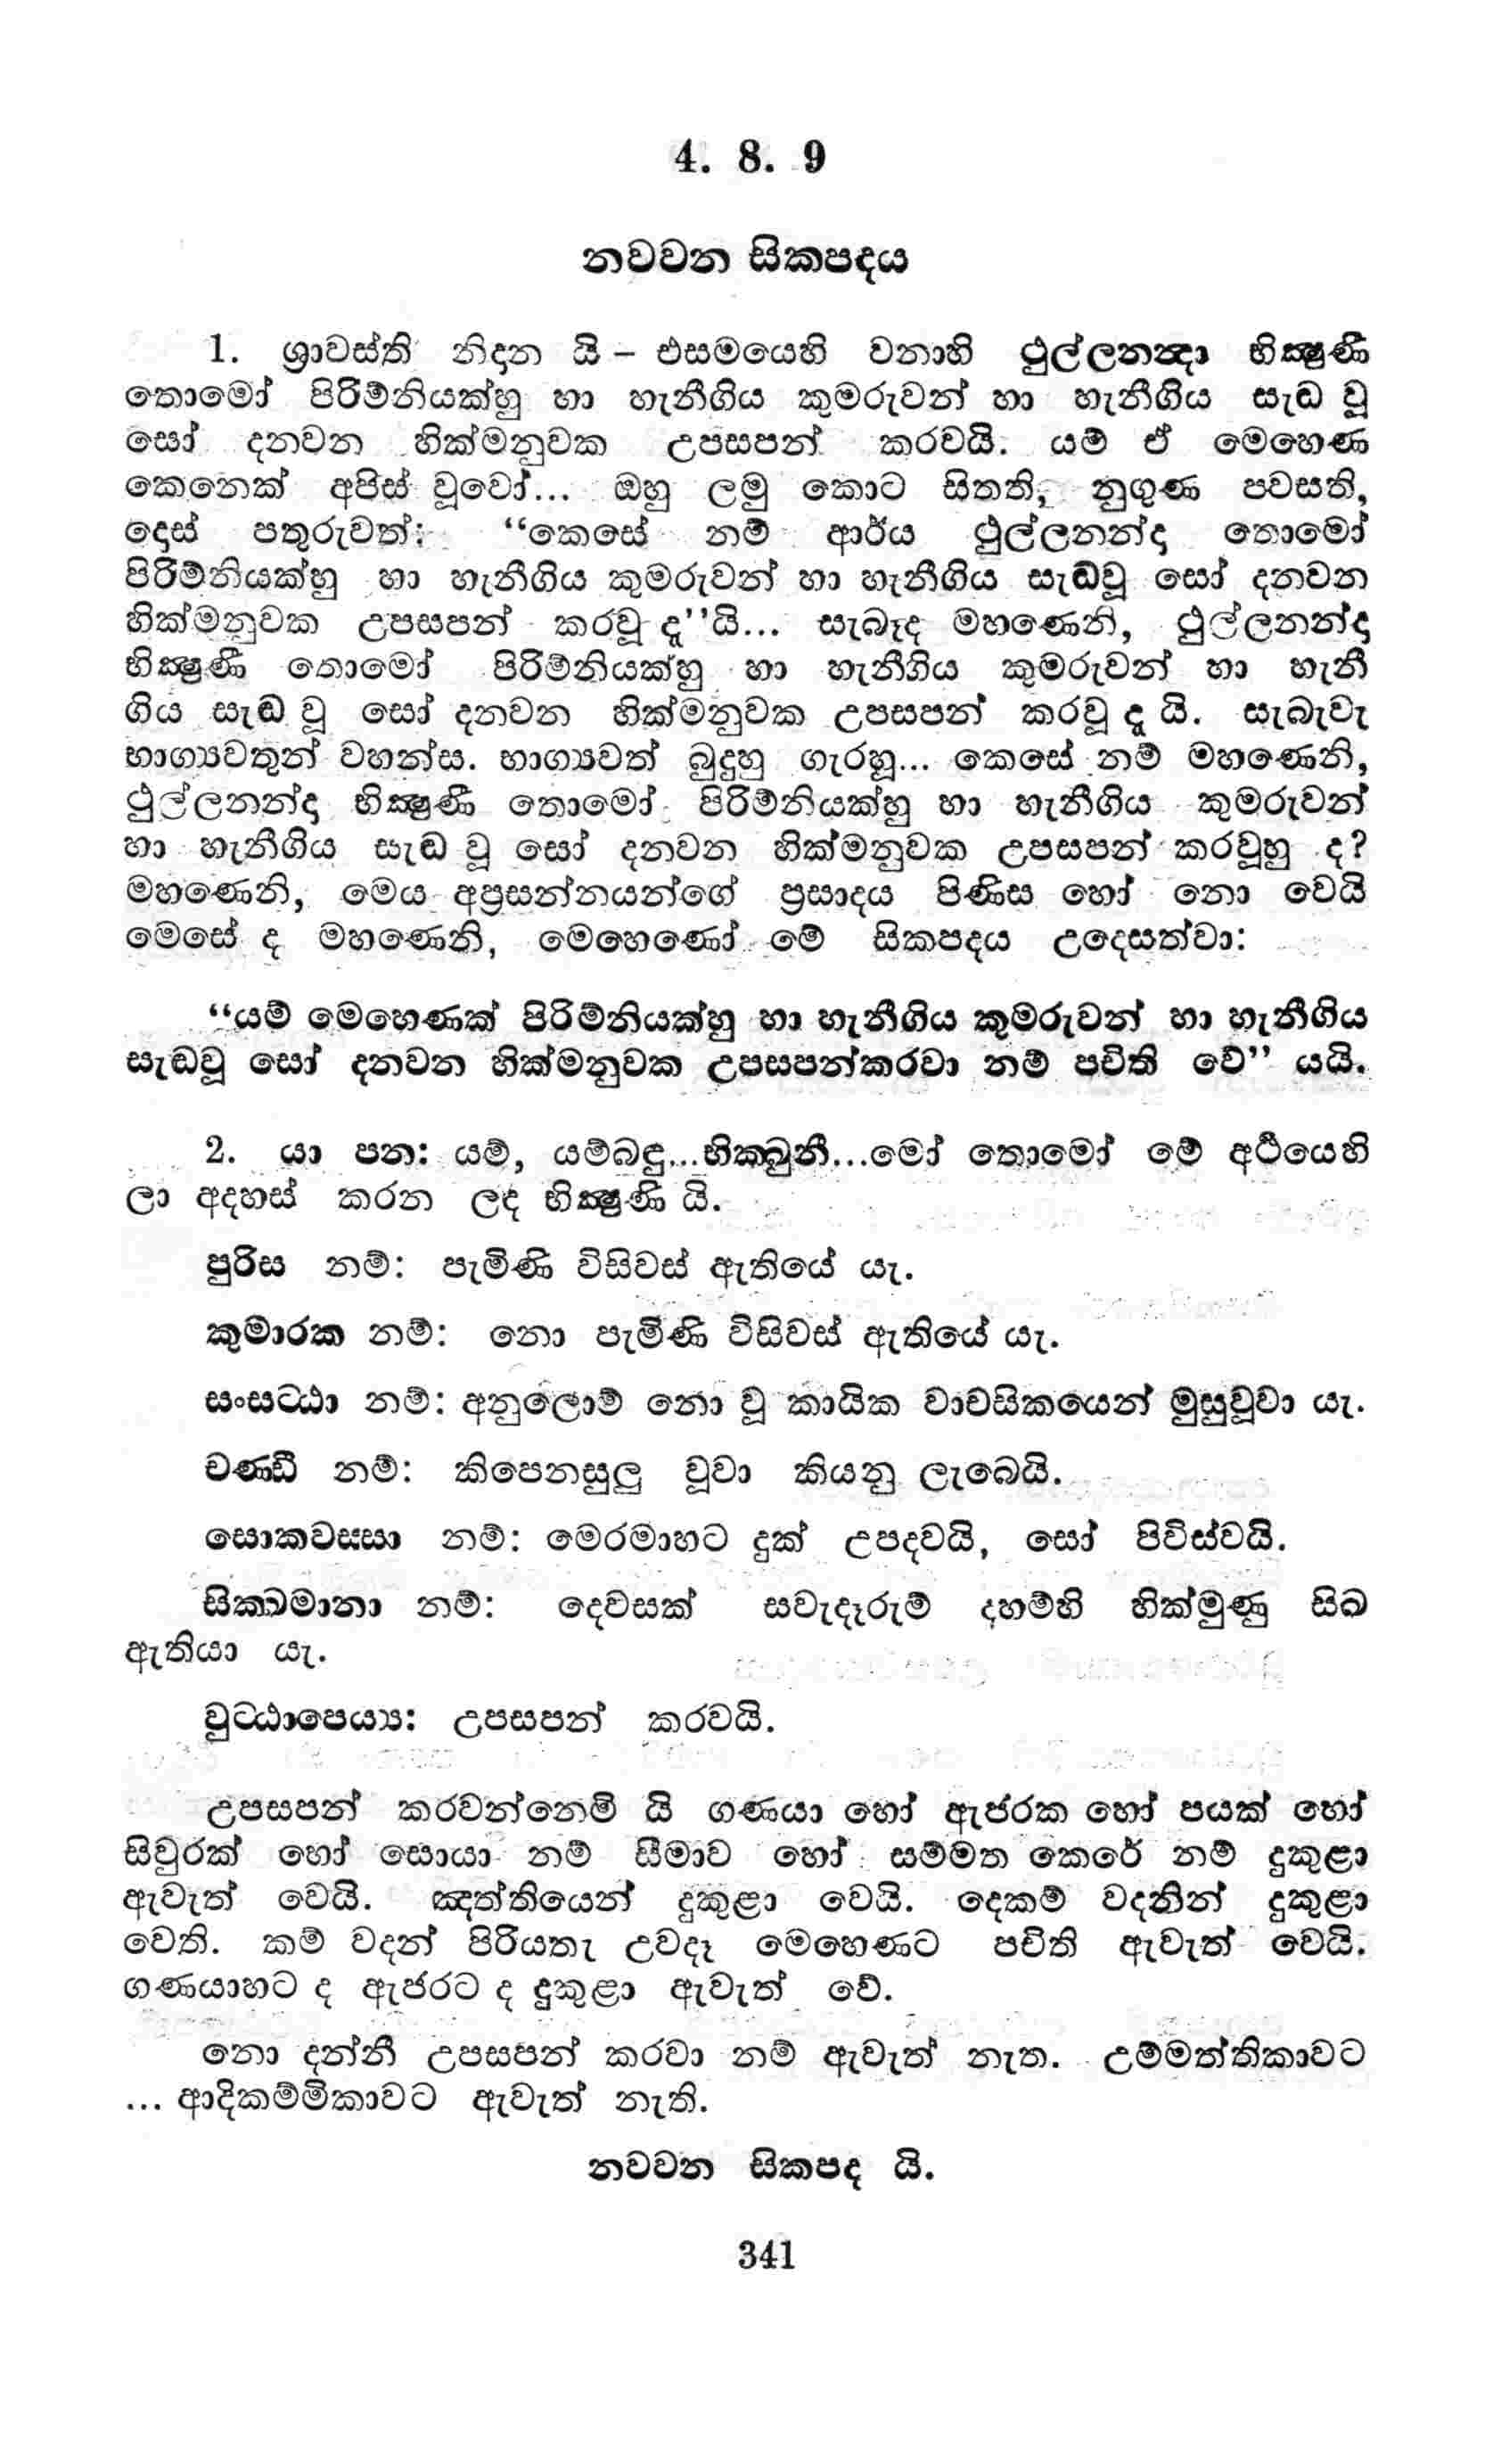 4. 8. 9
නවවන සිකපදය
1. ශ්‍රාවස්ති නිදාන යි – එසමයෙහි වනාහි ථුල්ලනන්‍දා භික්‍ෂුණී
තොමෝ පිරිමිනියක්හු හා හැනීගිය කුමරුවන් හා හැනීගිය සැඬ වූ
සෝ දනවන හික්මනුවක උපසපන් කරවයි. යම් ඒ මෙහෙණ
කෙනෙක් අපිස් වූවෝ... ඔහු ලමු කොට සිතති, නුගුණ පවසති,
දොස් පතුරුවත්: “කෙසේ නම් ආර්ය ථුල්ලනන්දා තොමෝ
පිරිමිනියක්හු හා හැනීගිය කුමරුවන් හා හැනීගිය සැඬවූ සෝ දනවන
හික්මනුවක උපසපන් කරවූ දැ”යි... සැබෑද මහණෙනි, ථුල්ලනන්දා
භික්‍ෂුණී තොමෝ පිරිමිනියක්හු හා හැනීගිය කුමරුවන් හා හැනී
ගිය සැඬ වූ සෝ දනවන හික්මනුවක උපසපන් කරවූ දැ යි. සැබැවැ
භාග්‍යවතුන් වහන්ස. භාග්‍යවත් බුදුහු ගැරහූ... කෙසේ නම් මහණෙනි,
ථුල්ලනන්දා භික්‍ෂුණී තොමෝ පිරිමිනියක්හු හා හැනීගිය කුමරුවන්
හා හැනීගිය සැඬ වූ සෝ දනවන හික්මනුවක උපසපන් කරවූහු ද?
මහණෙනි, මෙය අප්‍රසන්නයන්ගේ ප්‍රසාදය පිණිස හෝ නො වෙයි
මෙසේ ද මහණෙනි, මෙහෙණෝ මේ සිකපදය උදෙසත්වා:
“යම් මෙහෙණක් පිරිමිනියක්හු හා හැනීගිය කුමරුවන් හා හැනීගිය
සැඬවූ සෝ දනවන හික්මනුවක උපසපන්කරවා නම් පචිති වේ” යයි.
2. යා පන: යම්, යම්බඳු...භික්‍ඛුනී...මෝ තොමෝ මේ අර්‍ථයෙහි
ලා අදහස් කරන ලද භික්‍ෂුණි යි.
පුරිස නම්: පැමිණි විසිවස් ඇතියේ යැ.
කුමාරක නම්: නො පැමිණි විසිවස් ඇතියේ යැ.
සංසට්‍ඨා නම්: අනුලොම් නො වූ කායික වාචසිකයෙන් මුසුවූවා යැ.
චණ්‍ඩී නම්: කිපෙනසුලු වූවා කියනු ලැබෙයි.
සොකවස්‍සා නම්: මෙරමාහට දුක් උපදවයි, සෝ පිවිස්වයි.
සික්‍ඛමානා නම්: දෙවසක් සවැදෑරුම් දහම්හි හික්මුණු සිඛ
ඇතියා යැ.
වුට්‍ඨාපෙය්‍ය: උපසපන් කරවයි.
උපසපන් කරවන්නෙමි යි ගණයා හෝ ඇජරක හෝ පයක් හෝ
සිවුරක් හෝ සොයා නම් සීමාව හෝ සම්මත කෙරේ නම් දුකුළා
ඇවැත් වෙයි. ඤත්තියෙන් දුකුළා වෙයි. දෙකම් වදනින් දුකුළා
වෙති. කම් වදන් පිරියතැ උවදෑ මෙහෙණට පචිති ඇවැත් වෙයි.
ගණයාහට ද ඇජරට ද දුකුළා ඇවැත් වේ.
නො දන්නී උපසපන් කරවා නම් ඇවැත් නැත. උම්මත්තිකාවට
... ආදිකම්මිකාවට ඇවැත් නැති.
නවවන සිකපද යි.
341